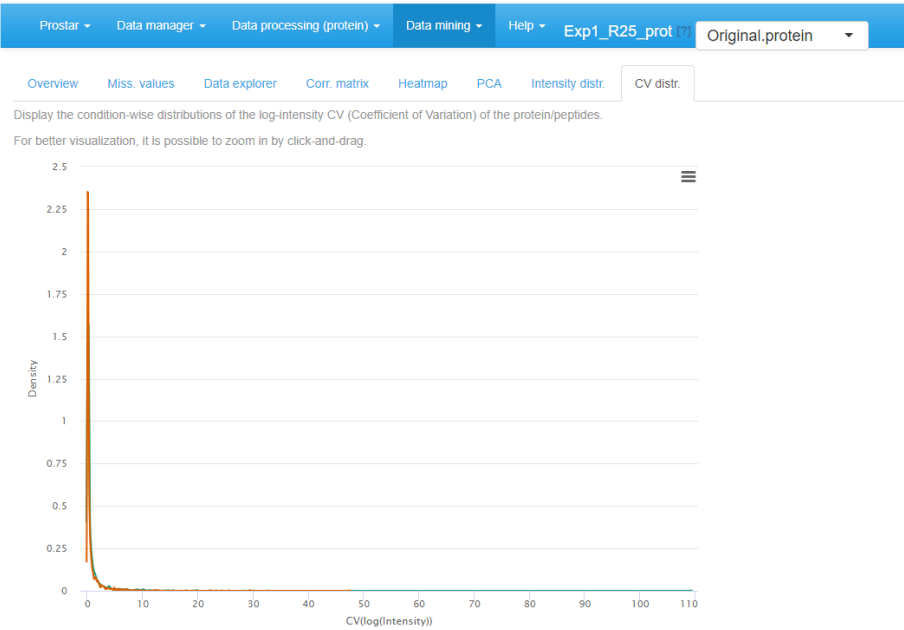 Prostar Data manager Data processing (protein) Data mining Help Exp1_R25_prot [?] Original.protein
Overview Miss. values Data explorer Corr. matrix Heatmap PCA Intensity distr. CV distr.
Display the condition-wise distributions of the log-intensity CV (Coefficient of Variation) of the protein/peptides.
For better visualization, it is possible to zoom in by click-and-drag.
2.5
2.25
2
1.75
1.5
1.25
1
0.75
0.5
0.25
0
Density
0 10 20 30 40 50 60 70 80 90 100 110
CV(log(Intensity))